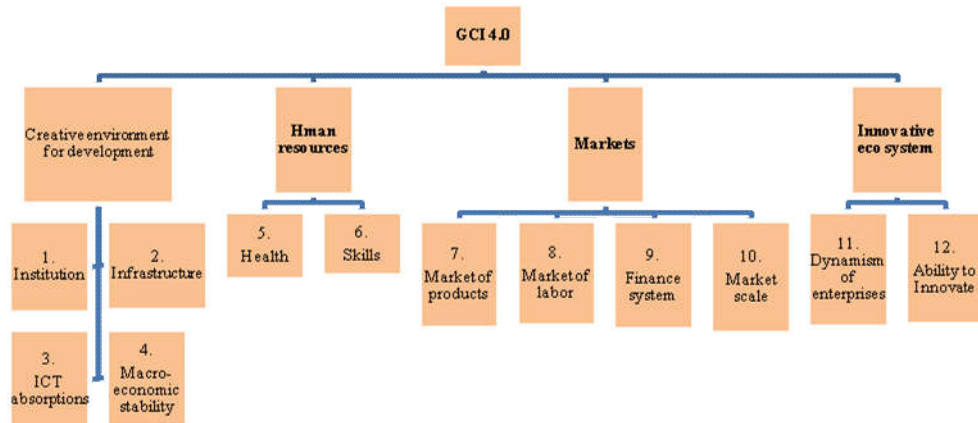 GCI 4.0
Creative environment
for development
Hman
resources
Markets
Innovative
eco system
1.
Institution
2.
Infrastructure
3.
ICT
absorptions
4.
Macro-
economic
stability
5.
Health
6.
Skills
7.
Market of
products
8.
Market of
labor
9.
Finance
system
10.
Market
scale
11.
Dynamism
of
enterprises
12.
Ability to
Innovate